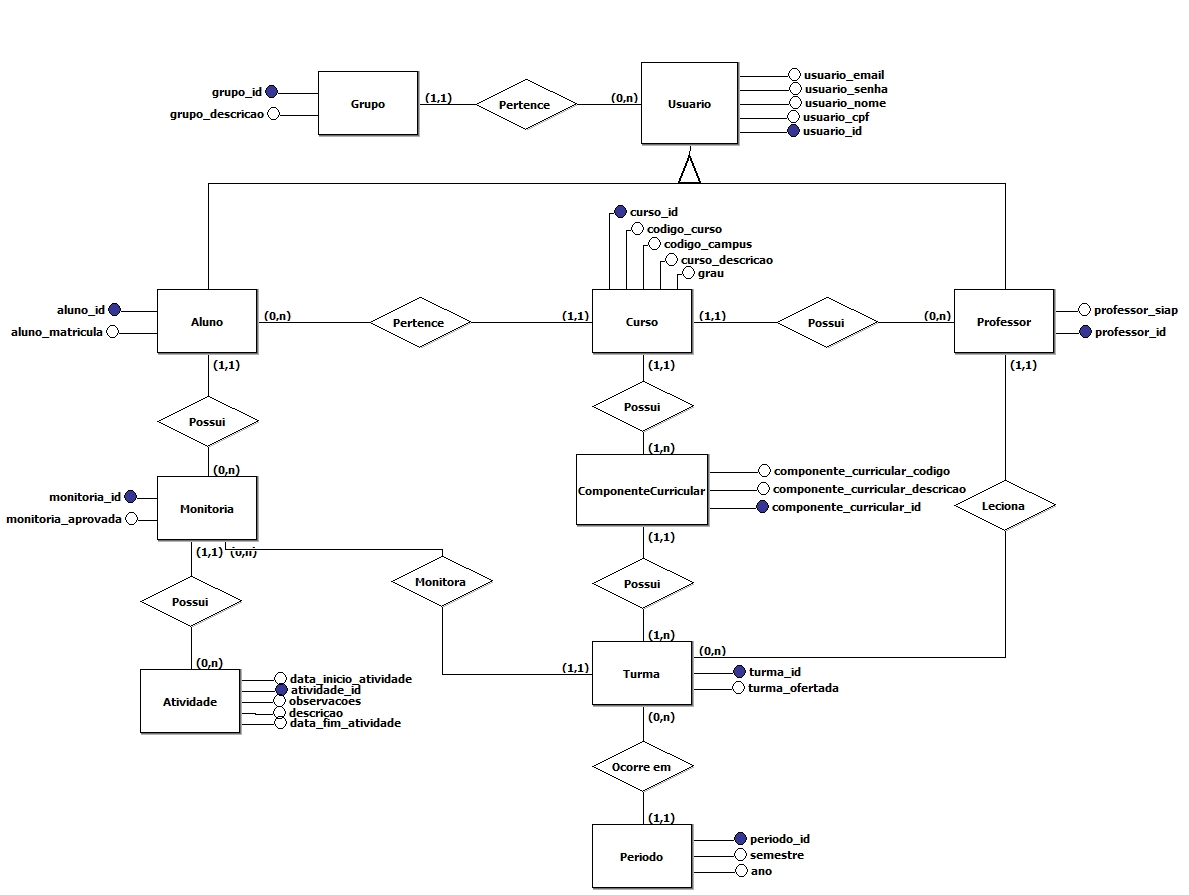 usuario_email
grupo_id
Grupo
(1,1)
Pertence
(0,n)
Usuario
usuario_senha
usuario_nome
grupo_descricao
usuario_cpf
usuario_id
curso_id
codigo_curso
codigo_campus
curso_descricao
grau
aluno_id
aluno_matricula
Aluno
(0,n)
Pertence
(1,1)
Curso
(1,1)
Possui
(0,n)
Professor
professor_siap
professor_id
(1,1)
(1,1)
(1,1)
Possui
Possui
(0,n)
(1,n)
monitoria_id
monitoria_aprovada
Monitoria
ComponenteCurricular
componente_curricular_codigo
componente_curricular_descricao
componente_curricular_id
Leciona
(1,1)
(0,n)
(1,1)
Possui
Monitora
Possui
(0,n)
(1,n)
(0,n)
(1,1)
Turma
turma_id
turma_ofertada
Atividade
data_inicio_atividade
atividade_id
observacoes
descricao
data_fim_atividade
(0,n)
Ocorre em
(1,1)
Periodo
periodo_id
semestre
ano